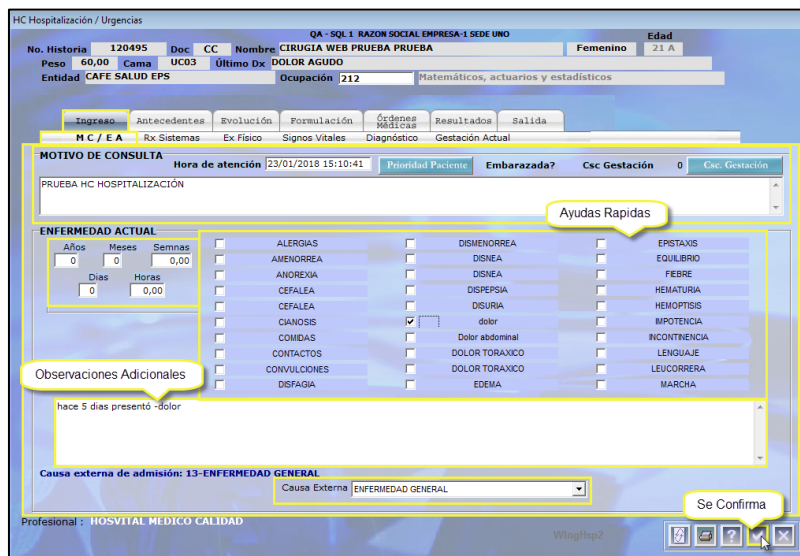 HC Hospitalización / Urgencias
QA - SQL 1 RAZON SOCIAL EMPRESA-1 SEDE UNO
Edad
No. Historia 120495 Doc CC Nombre CIRUGIA WEB PRUEBA PRUEBA Femenino 21 A
Peso 60,00 Cama UC03 Último Dx DOLOR AGUDO
Entidad CAFE SALUD EPS Ocupación 212 Matemáticos, actuarios y estadísticos
Ingreso Antecedentes Evolución Formulación Órdenes Médicas Resultados Salida
M C / E A Rx Sistemas Ex Físico Signos Vitales Diagnóstico Gestación Actual
MOTIVO DE CONSULTA
Hora de atención 23/01/2018 15:10:41 Prioridad Paciente Embarazada? Csc Gestación 0 Csc. Gestación
PRUEBA HC HOSPITALIZACIÓN
Ayudas Rapidas
ENFERMEDAD ACTUAL
Años Meses Semnas
0 0 0,00
Dias Horas
0 0,00
ALERGIAS DISMENORREA EPISTAXIS
AMENORREA DISNEA EQUILIBRIO
ANOREXIA DISNEA FIEBRE
CEFALEA DISPEPSIA HEMATURIA
CEFALEA DISURIA HEMOPTISIS
CIANOSIS dolor IMPOTENCIA
COMIDAS Dolor abdominal INCONTINENCIA
CONTACTOS DOLOR TORAXICO LENGUAJE
CONVULCIONES DOLOR TORAXICO LEUCORRERA
DISFAGIA EDEMA MARCHA
Observaciones Adicionales
hace 5 dias presentó -dolor
Causa externa de admisión: 13-ENFERMEDAD GENERAL
Causa Externa ENFERMEDAD GENERAL
Se Confirma
Profesional : HOSVITAL MEDICO CALIDAD
WingHsp2